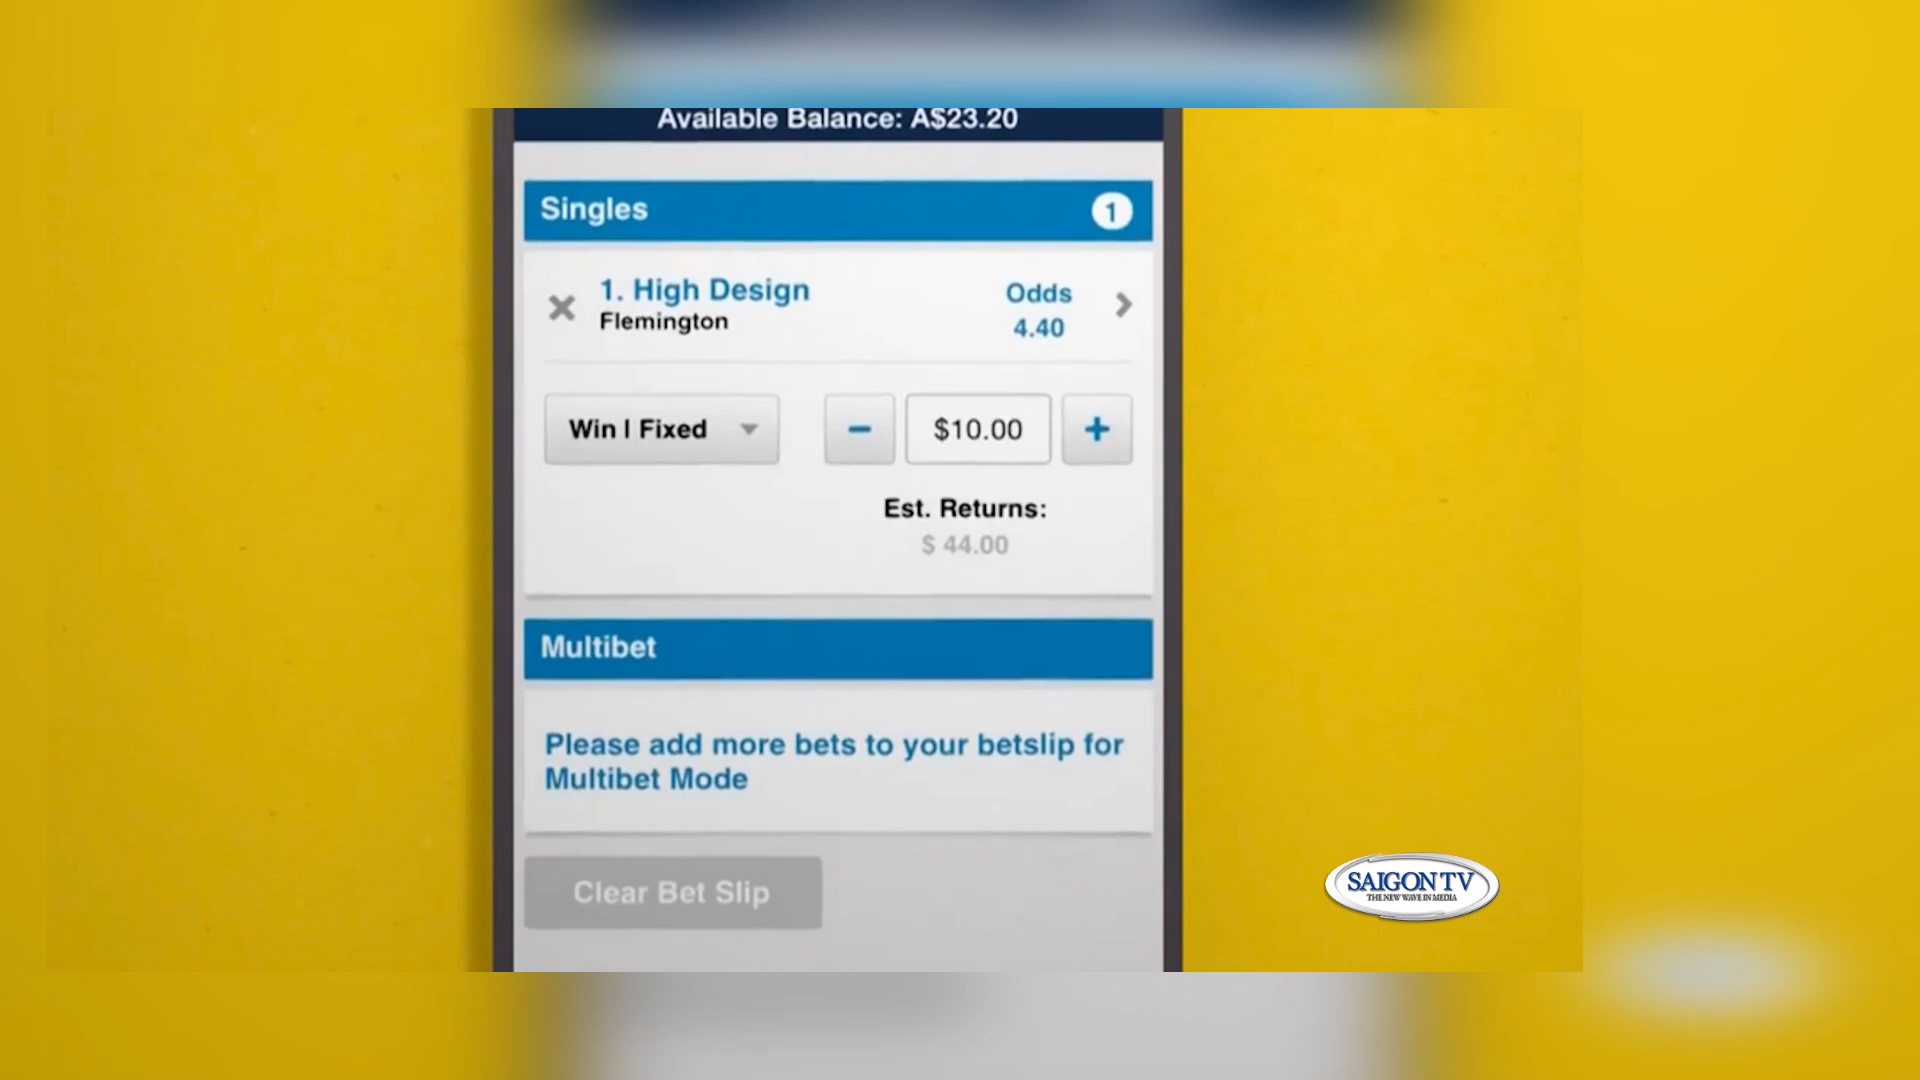 Available Balance: A$23.20
Singles
1
1. High Design
Flemington
Odds
4.40
Win | Fixed
$10.00
Est. Returns:
$ 44.00
Multibet
Please add more bets to your betslip for
Multibet Mode
Clear Bet Slip
SAIGON TV
THE NEW WAVE IN MEDIA